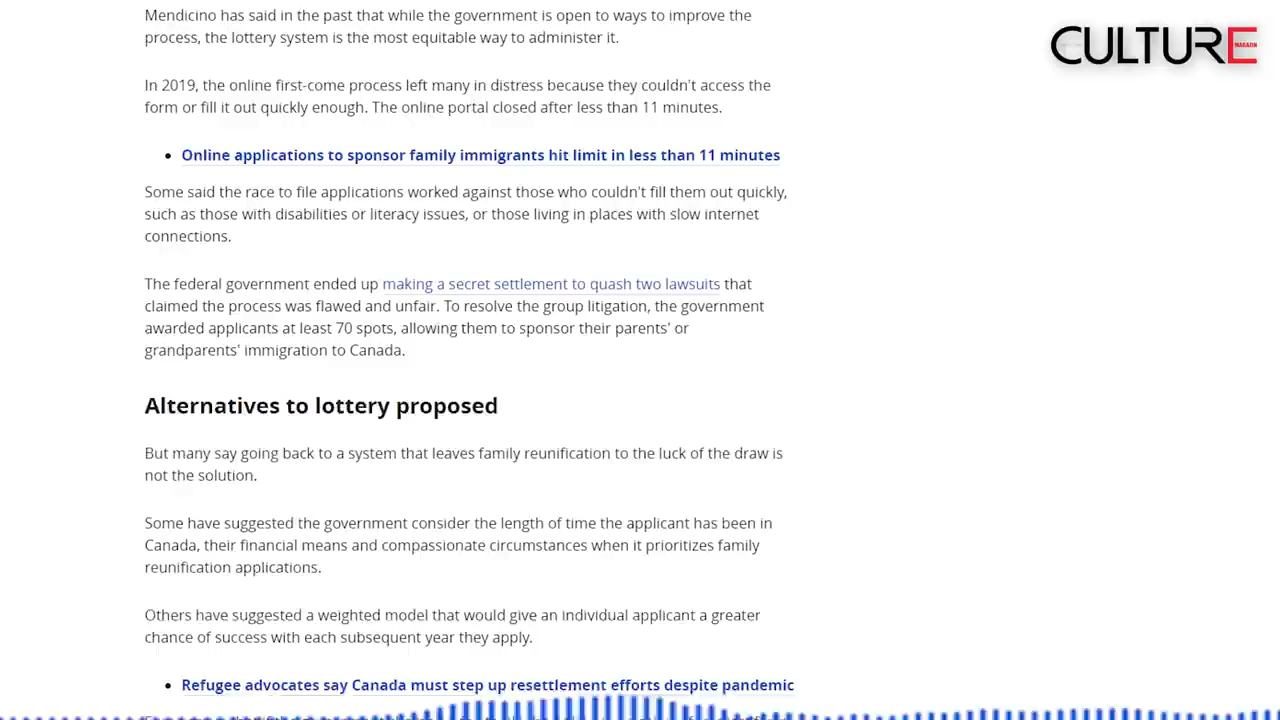 Mendicino has said in the past that while the government is open to ways to improve the
process, the lottery system is the most equitable way to administer it.
CULTURE
MAGAZIN
In 2019, the online first-come process left many in distress because they couldn't access the
form or fill it out quickly enough. The online portal closed after less than 11 minutes.
• Online applications to sponsor family immigrants hit limit in less than 11 minutes
Some said the race to file applications worked against those who couldn't fill them out quickly,
such as those with disabilities or literacy issues, or those living in places with slow internet
connections.
The federal government ended up making a secret settlement to quash two lawsuits that
claimed the process was flawed and unfair. To resolve the group litigation, the government
awarded applicants at least 70 spots, allowing them to sponsor their parents' or
grandparents' immigration to Canada.
Alternatives to lottery proposed
But many say going back to a system that leaves family reunification to the luck of the draw is
not the solution.
Some have suggested the government consider the length of time the applicant has been in
Canada, their financial means and compassionate circumstances when it prioritizes family
reunification applications.
Others have suggested a weighted model that would give an individual applicant a greater
chance of success with each subsequent year they apply.
• Refugee advocates say Canada must step up resettlement efforts despite pandemic